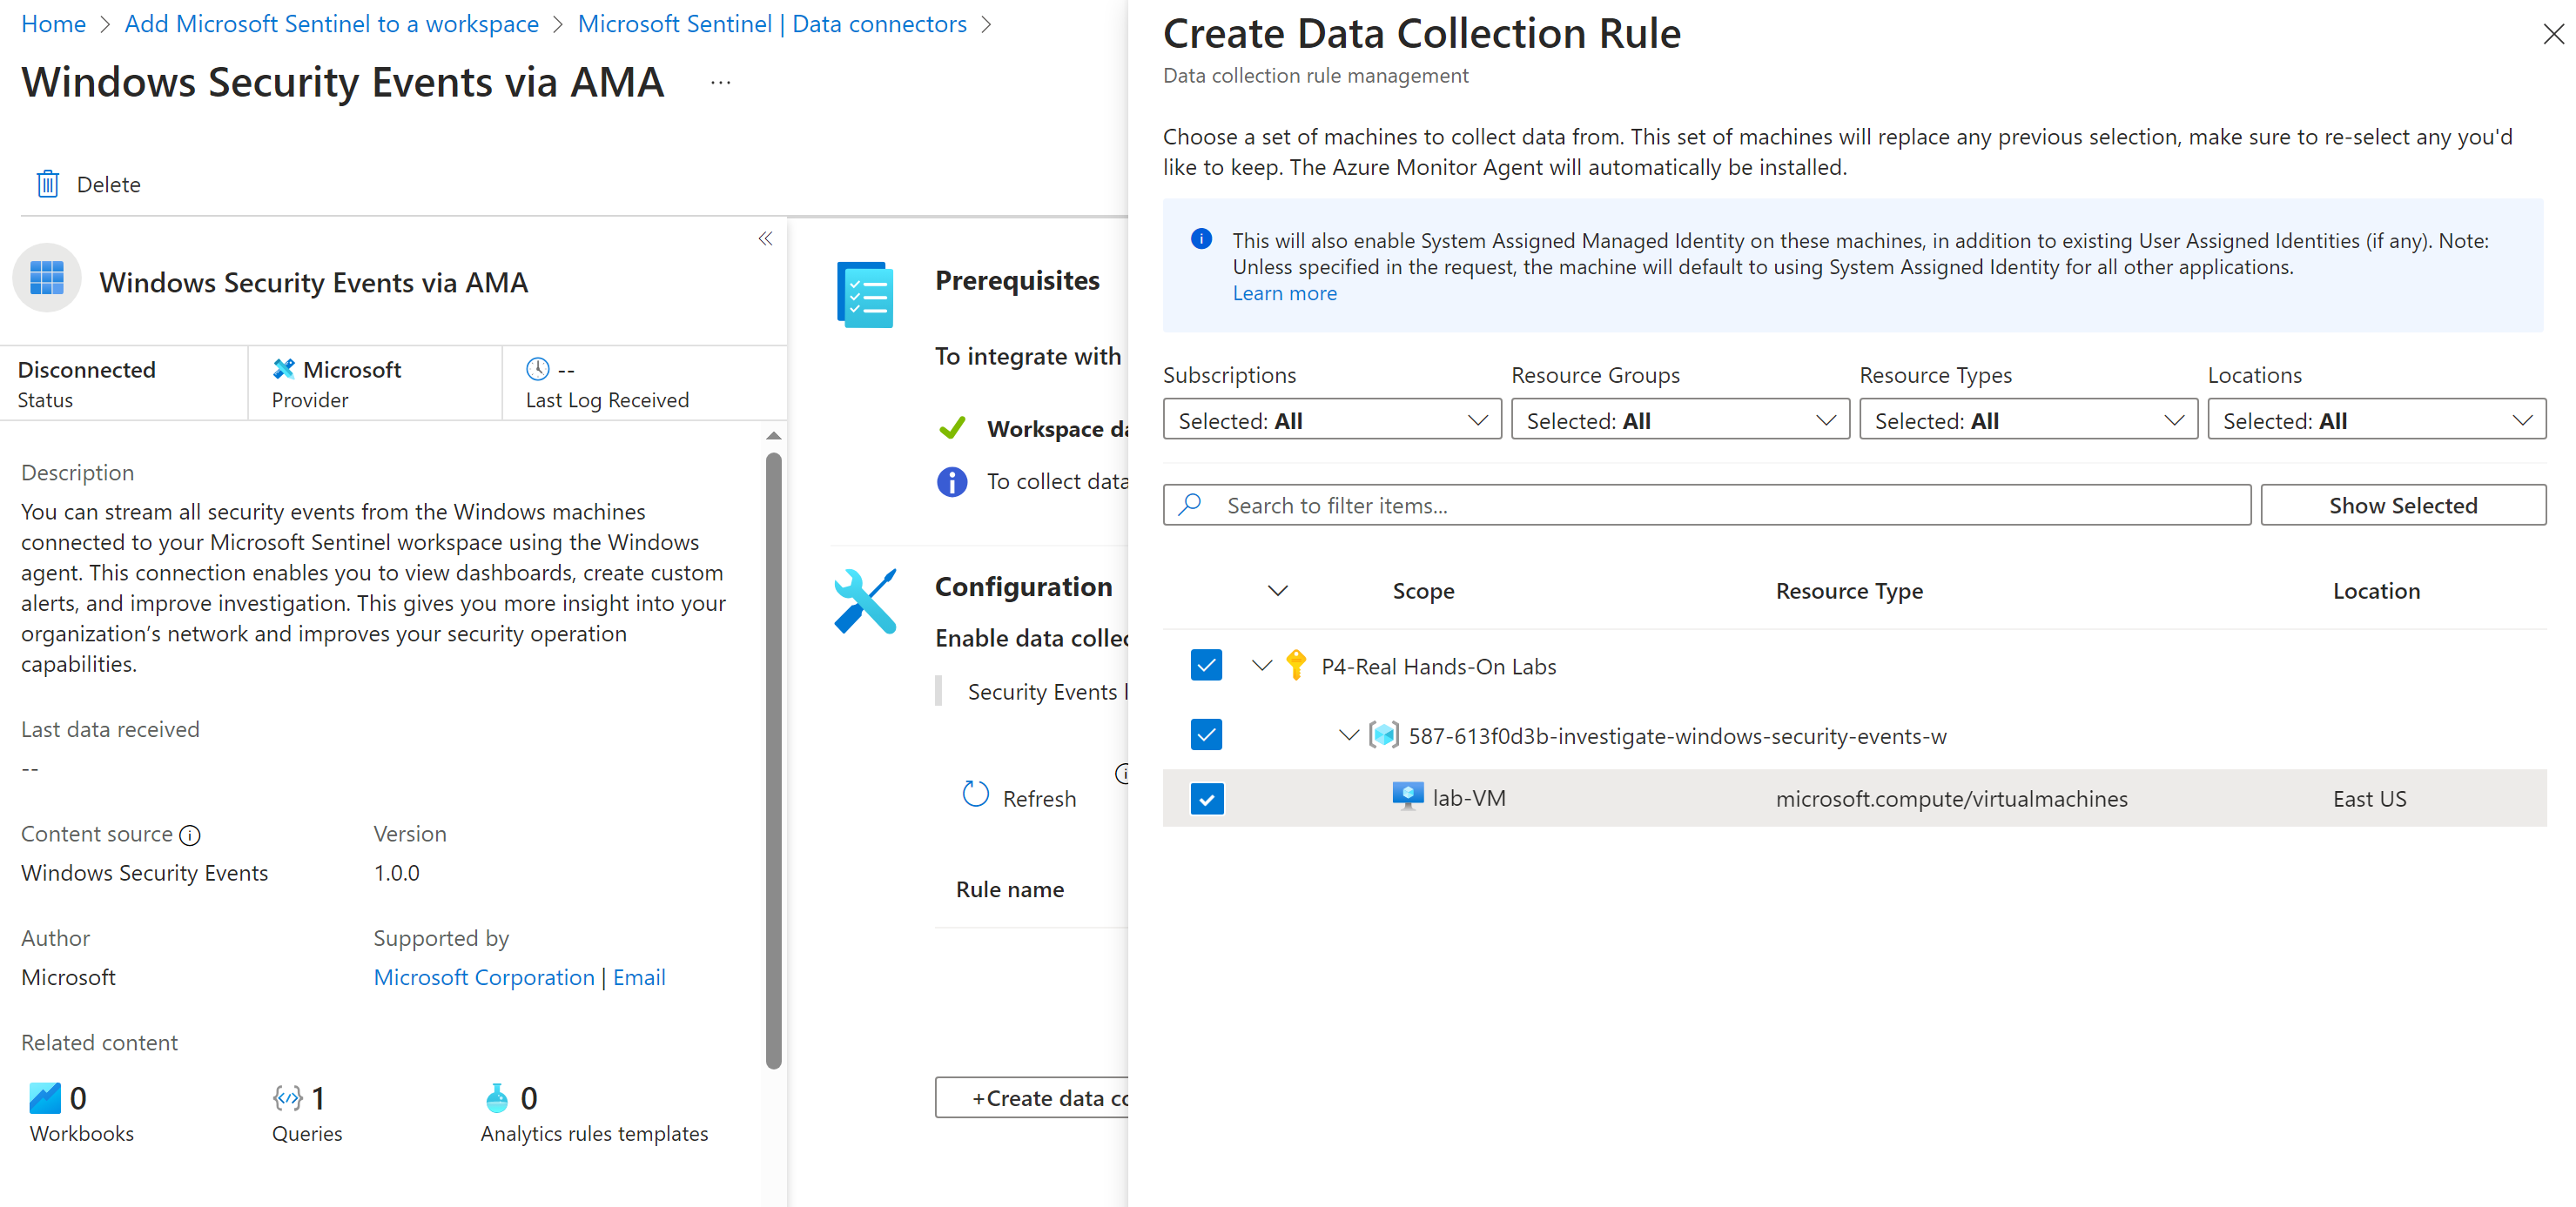 Home > Add Microsoft Sentinel to a workspace > Microsoft Sentinel | Data connectors >
Windows Security Events via AMA ...
Delete
«
Windows Security Events via AMA
Disconnected
Status
Microsoft
Provider
--
Last Log Received
Description
You can stream all security events from the Windows machines
connected to your Microsoft Sentinel workspace using the Windows
agent. This connection enables you to view dashboards, create custom
alerts, and improve investigation. This gives you more insight into your
organization’s network and improves your security operation
capabilities.
Last data received
--
Content source
Version
Windows Security Events
1.0.0
Author
Supported by
Microsoft
Microsoft Corporation | Email
Related content
0
Workbooks
1
Queries
0
Analytics rules templates
Prerequisites
To integrate with
Workspace da
To collect data
Configuration
Enable data collec
Security Events l
Refresh
Rule name
+Create data co
Create Data Collection Rule
Data collection rule management
Choose a set of machines to collect data from. This set of machines will replace any previous selection, make sure to re-select any you'd
like to keep. The Azure Monitor Agent will automatically be installed.
This will also enable System Assigned Managed Identity on these machines, in addition to existing User Assigned Identities (if any). Note:
Unless specified in the request, the machine will default to using System Assigned Identity for all other applications.
Learn more
Subscriptions
Resource Groups
Resource Types
Locations
Selected: All
Selected: All
Selected: All
Selected: All
Search to filter items...
Show Selected
Scope
Resource Type
Location
P4-Real Hands-On Labs
587-613f0d3b-investigate-windows-security-events-w
lab-VM
microsoft.compute/virtualmachines
East US